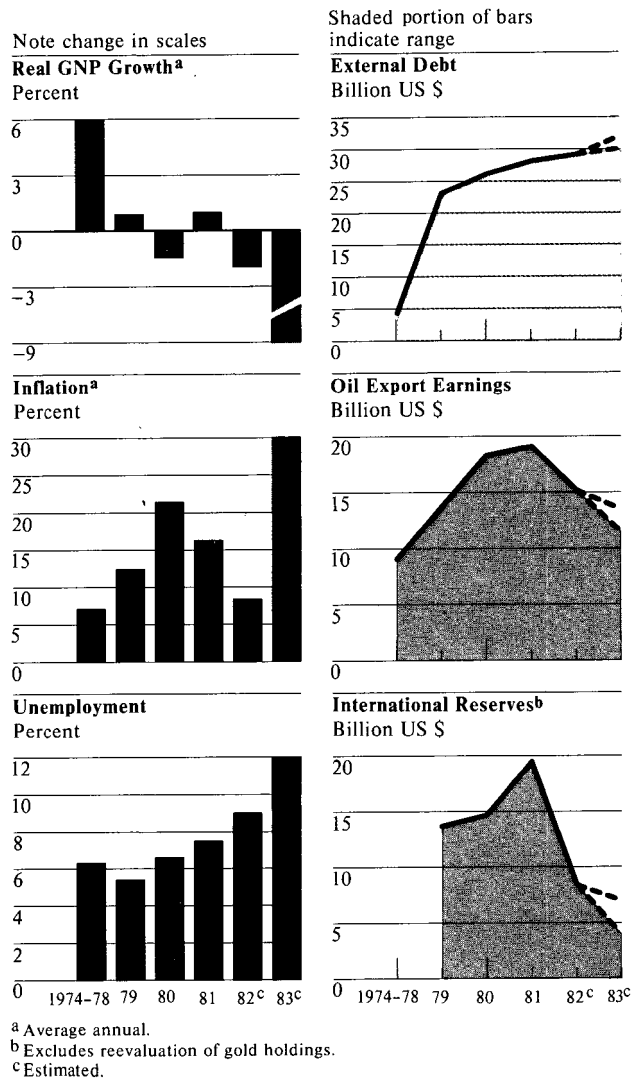 Note change in scales
Shaded portion of bars
indicate range
Real GNP Growthᵃ
Percent
6
3
0
−3
−9
External Debt
Billion US $
35
30
25
20
15
10
5
0
Inflationᵃ
Percent
30
25
20
15
10
5
0
Oil Export Earnings
Billion US $
20
15
10
5
0
Unemployment
Percent
12
10
8
6
4
2
0
1974–78 79 80 81 82ᶜ 83ᶜ
International Reservesᵇ
Billion US $
20
15
10
5
0
1974–78 79 80 81 82ᶜ 83ᶜ
ᵃ Average annual.
ᵇ Excludes reevaluation of gold holdings.
ᶜ Estimated.